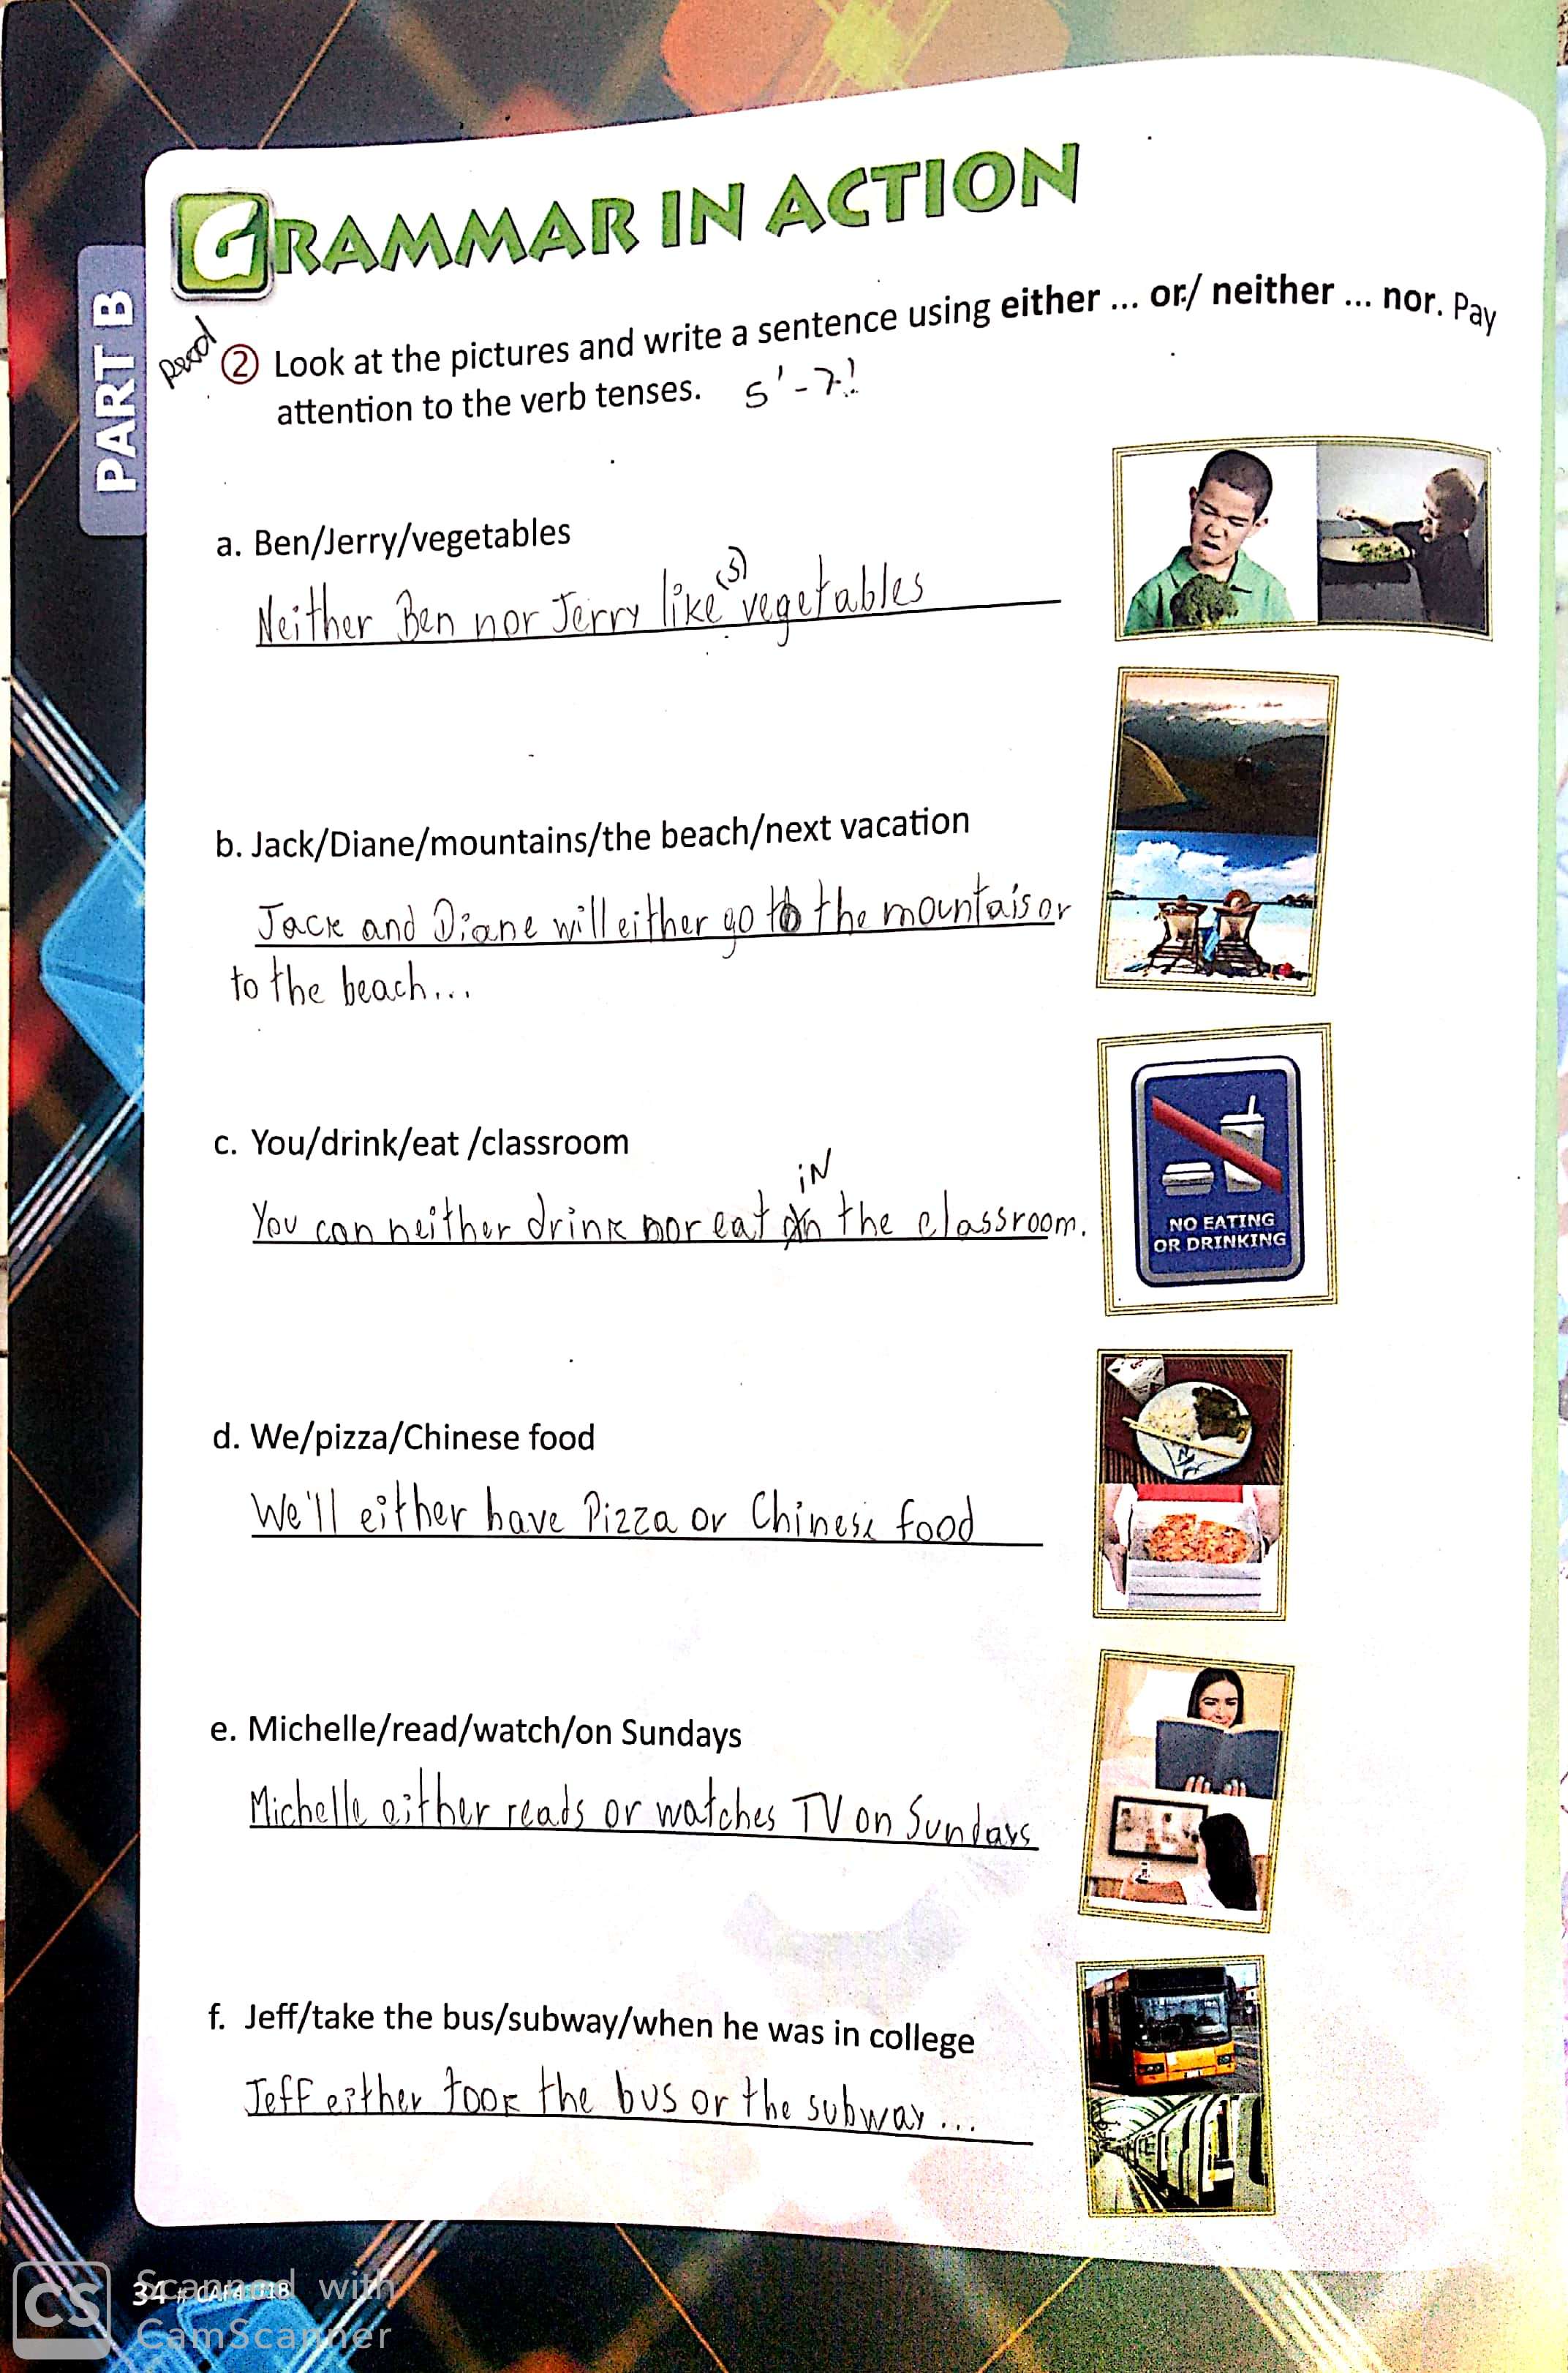 GRAMMAR IN ACTION
PART B
Read
2 Look at the pictures and write a sentence using either ... or/ neither ... nor. Pay
attention to the verb tenses. 5'-7!
a. Ben/Jerry/vegetables
(s)
Neither Ben nor Jerry like vegetables
b. Jack/Diane/mountains/the beach/next vacation
Jack and Diane will either go to the mountais or
to the beach...
c. You/drink/eat /classroom
iN
You can neither drink nor eat on the classroom.
NO EATING
OR DRINKING
d. We/pizza/Chinese food
We'll either have Pizza or Chinese food
e. Michelle/read/watch/on Sundays
Michelle either reads or watches TV on Sundays
f. Jeff/take the bus/subway/when he was in college
Jeff either took the bus or the subway...
34
CS Scanned with
CamScanner